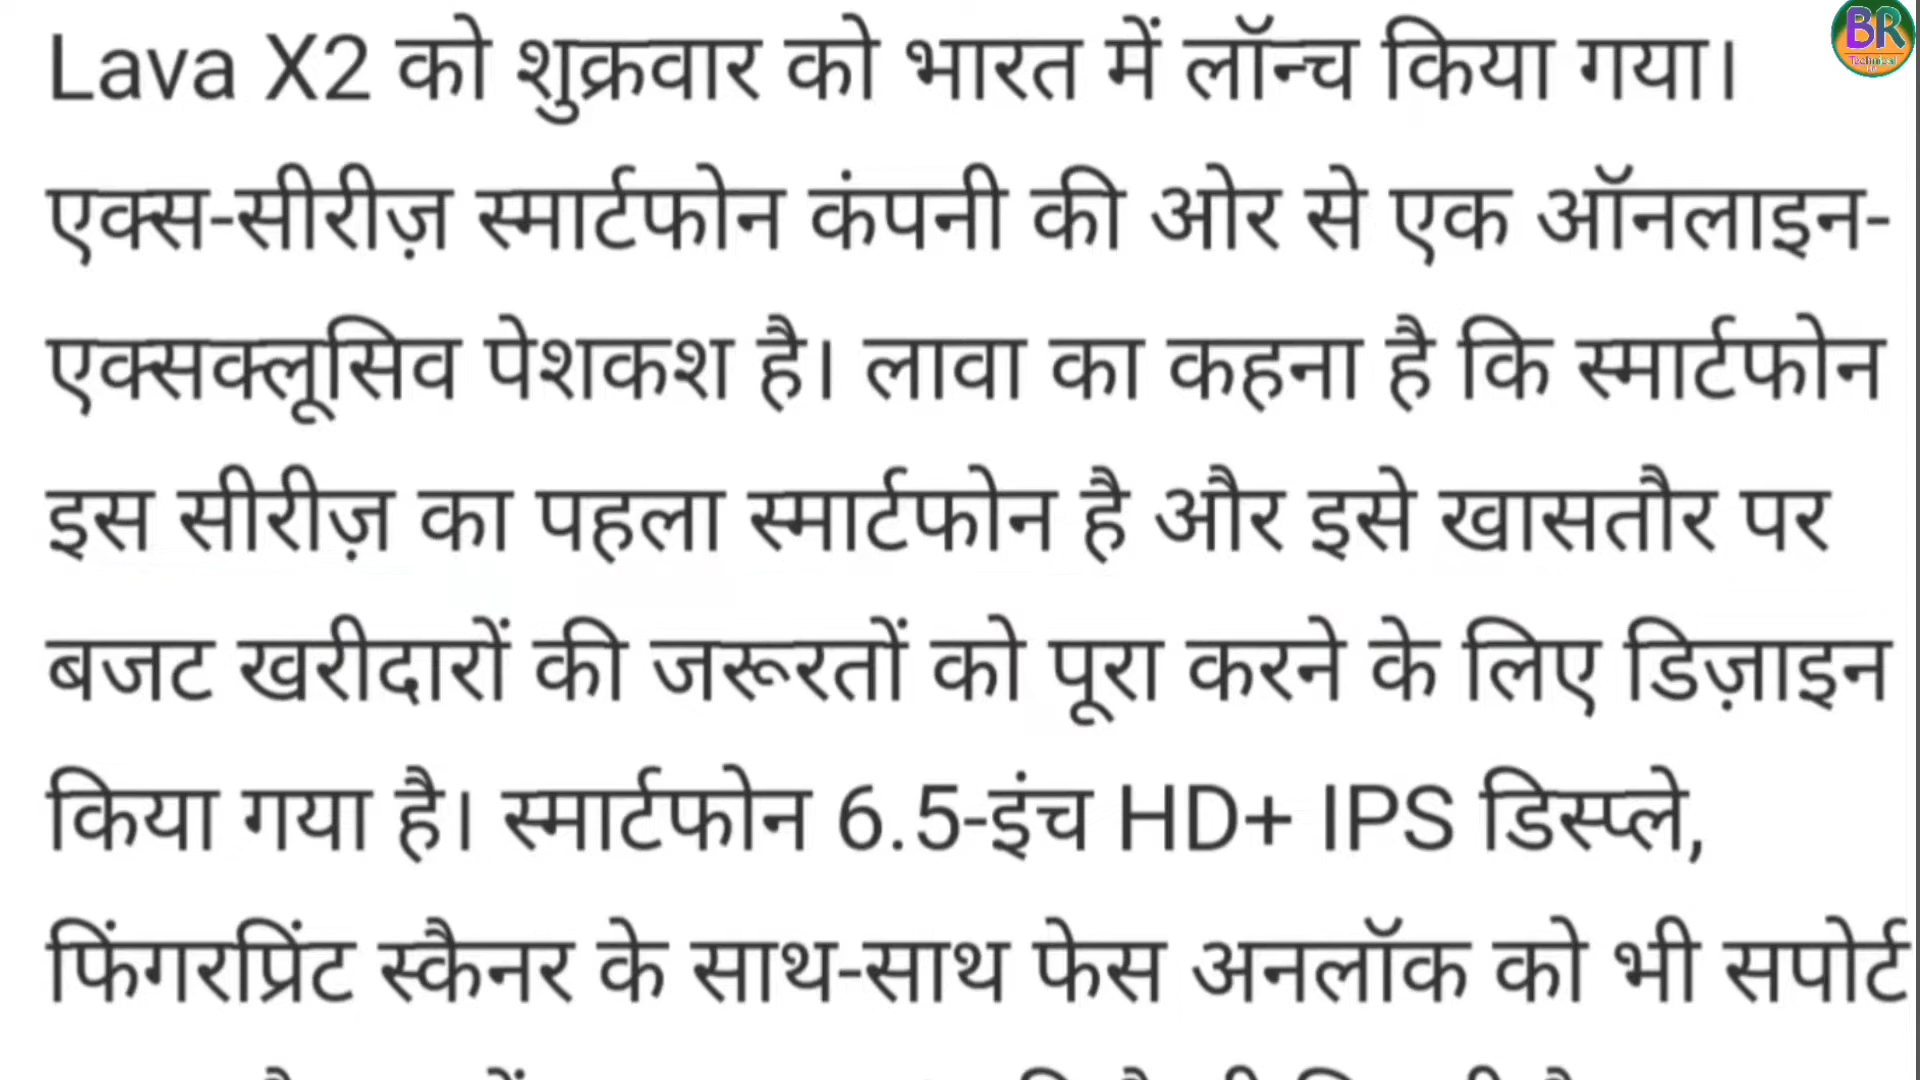 Lava X2 को शुक्रवार को भारत में लॉन्च किया गया।
एक्स-सीरीज़ स्मार्टफोन कंपनी की ओर से एक ऑनलाइन-
एक्सक्लूसिव पेशकश है। लावा का कहना है कि स्मार्टफोन
इस सीरीज़ का पहला स्मार्टफोन है और इसे खासतौर पर
बजट खरीदारों की जरूरतों को पूरा करने के लिए डिज़ाइन
किया गया है। स्मार्टफोन 6.5-इंच HD+ IPS डिस्प्ले,
फिंगरप्रिंट स्कैनर के साथ-साथ फेस अनलॉक को भी सपोर्ट
BR
Technical